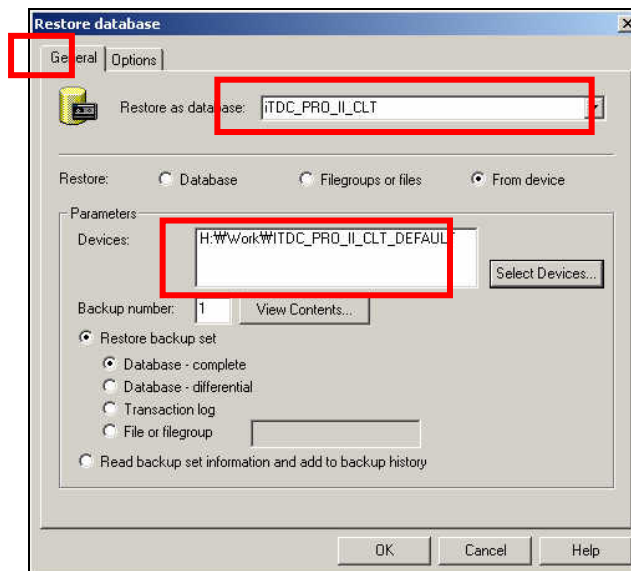 Restore database
General Options
Restore as database: iTDC_PRO_II_CLT
Restore: Database Filegroups or files From device
Parameters
Devices: H:₩Work₩ITDC_PRO_II_CLT_DEFAULT
Select Devices...
Backup number: 1 View Contents...
Restore backup set
Database - complete
Database - differential
Transaction log
File or filegroup
Read backup set information and add to backup history
OK Cancel Help